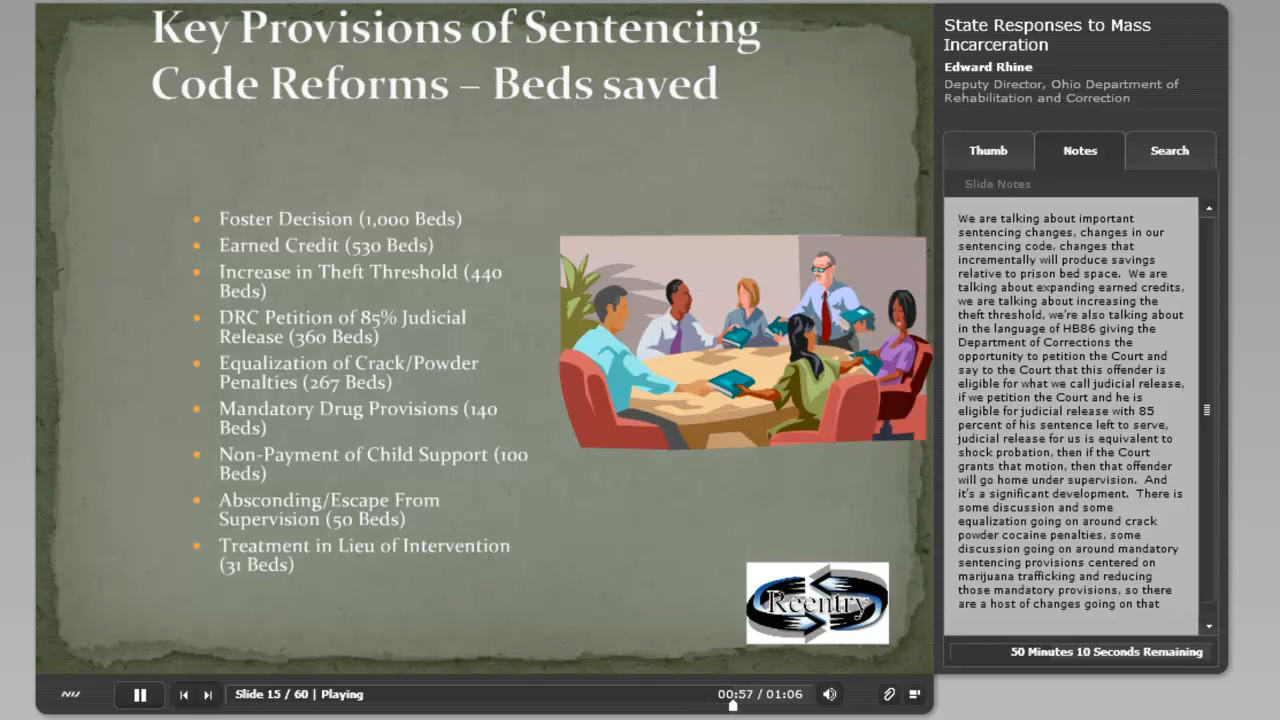 Key Provisions of Sentencing
Code Reforms – Beds saved
Foster Decision (1,000 Beds)
Earned Credit (530 Beds)
Increase in Theft Threshold (440
Beds)
DRC Petition of 85% Judicial
Release (360 Beds)
Equalization of Crack/Powder
Penalties (267 Beds)
Mandatory Drug Provisions (140
Beds)
Non-Payment of Child Support (100
Beds)
Absconding/Escape From
Supervision (50 Beds)
Treatment in Lieu of Intervention
(31 Beds)
Reentry
State Responses to Mass
Incarceration
Edward Rhine
Deputy Director, Ohio Department of
Rehabilitation and Correction
Thumb Notes Search
Slide Notes
We are talking about important
sentencing changes, changes in our
sentencing code, changes that
incrementally will produce savings
relative to prison bed space. We are
talking about expanding earned credits,
we are talking about increasing the
theft threshold, we're also talking about
in the language of HB86 giving the
Department of Corrections the
opportunity to petition the Court and
say to the Court that this offender is
eligible for what we call judicial release,
if we petition the Court and he is
eligible for judicial release with 85
percent of his sentence left to serve,
judicial release for us is equivalent to
shock probation, then if the Court
grants that motion, then that offender
will go home under supervision. And
it's a significant development. There is
some discussion and some
equalization going on around crack
powder cocaine penalties, some
discussion going on around mandatory
sentencing provisions centered on
marijuana trafficking and reducing
those mandatory provisions, so there
are a host of changes going on that
50 Minutes 10 Seconds Remaining
Slide 15 / 60 | Playing
00:57 / 01:06